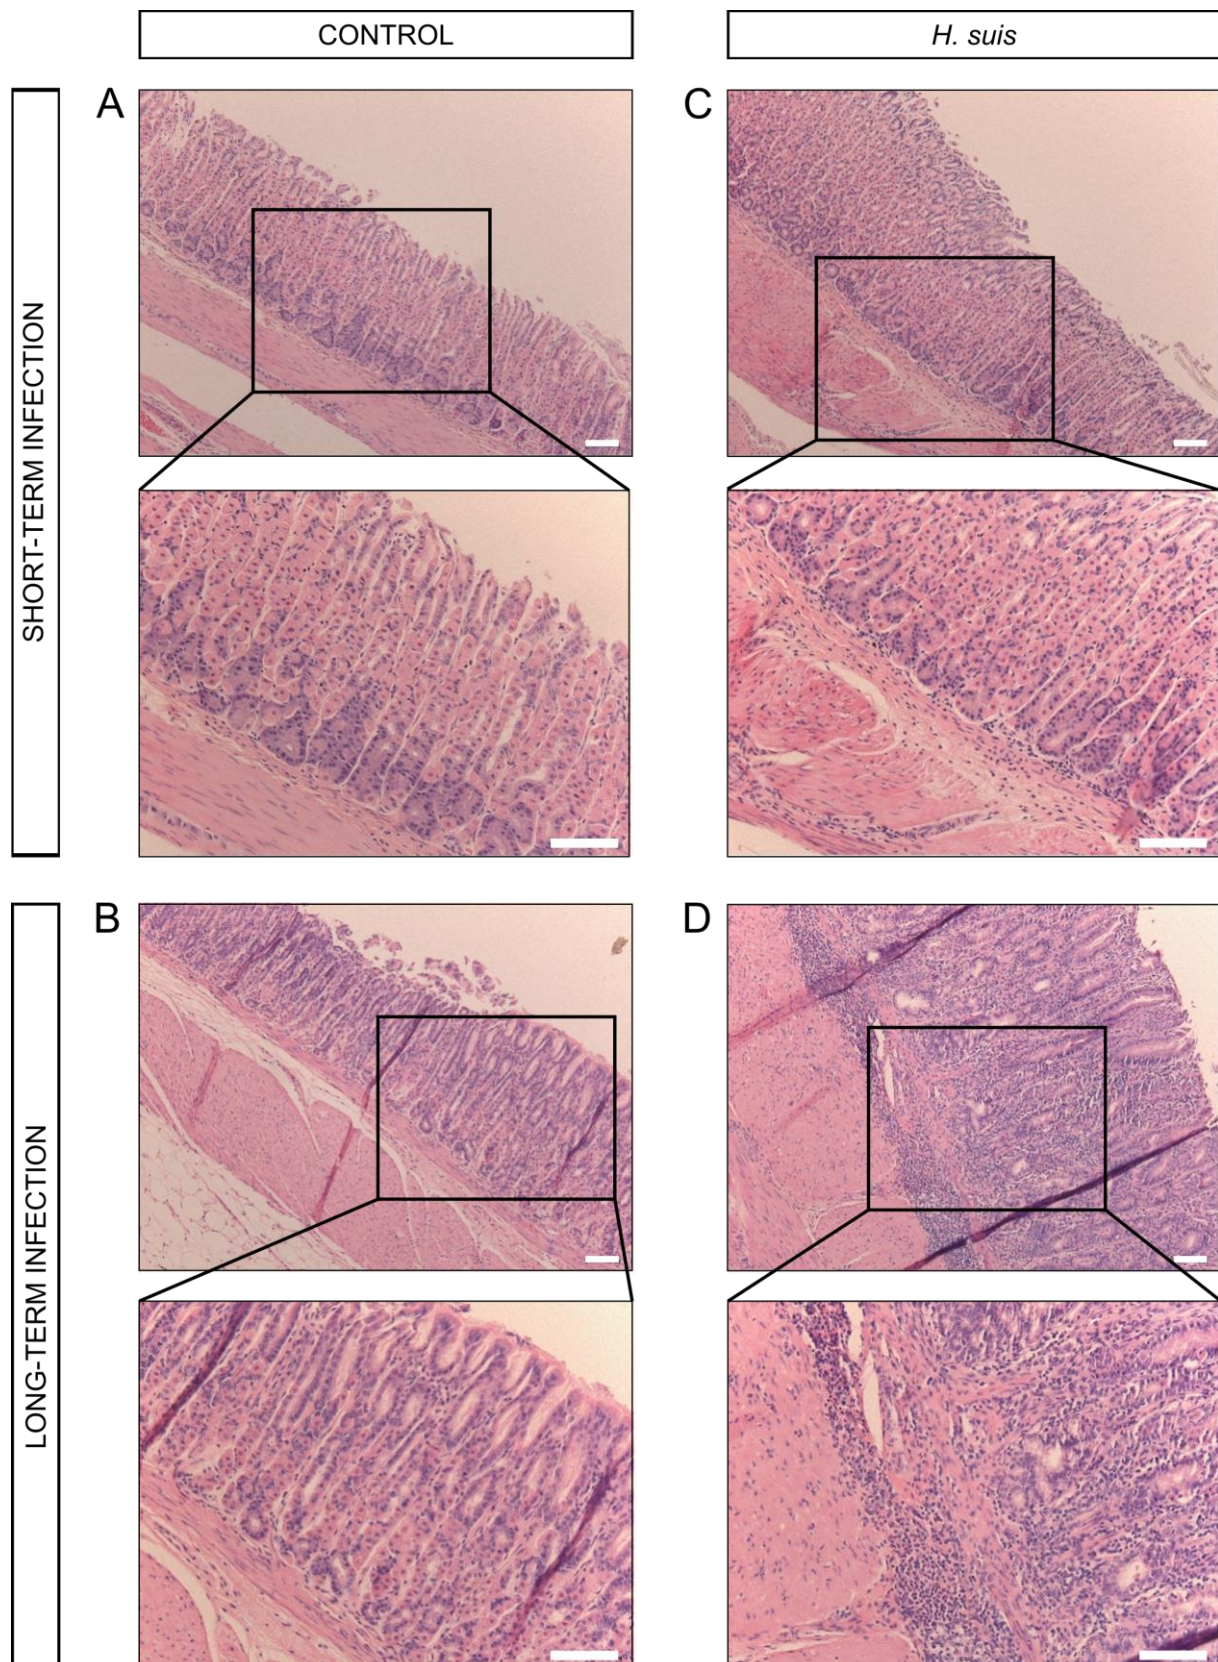 CONTROL
H. suis
SHORT-TERM INFECTION
A
C
LONG-TERM INFECTION
B
D